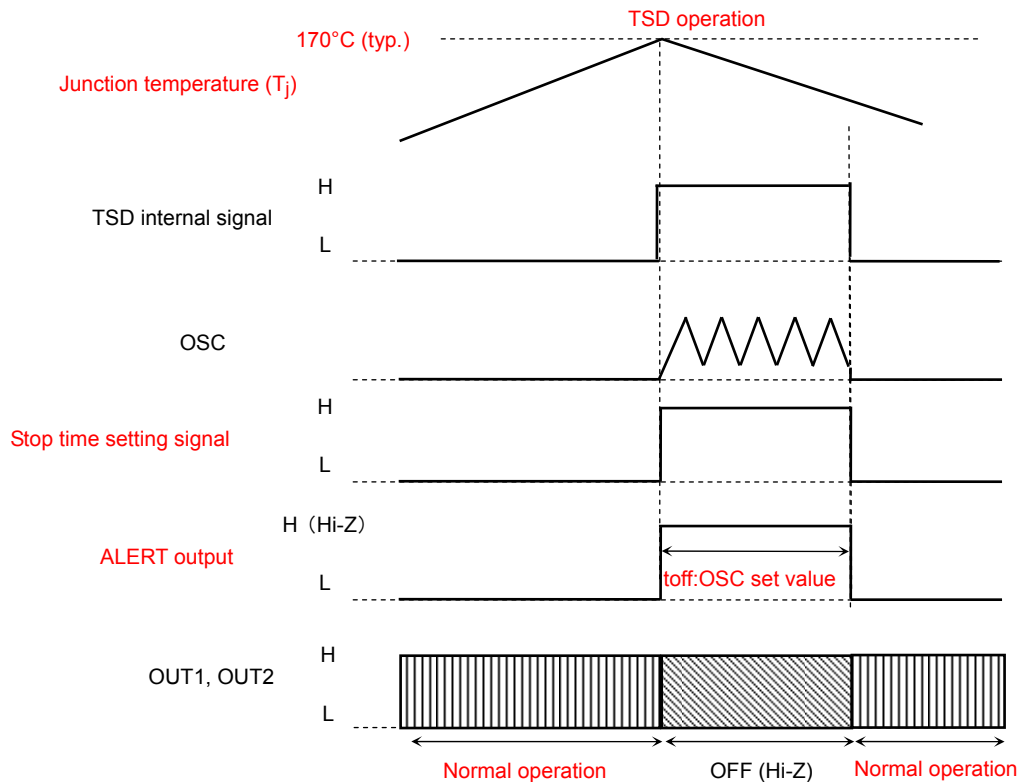 TSD operation
170°C (typ.)
Junction temperature (Tj)
H
TSD internal signal
L
OSC
H
Stop time setting signal
L
H（Hi-Z）
ALERT output
toff:OSC set value
L
H
OUT1, OUT2
L
Normal operation
OFF (Hi-Z)
Normal operation